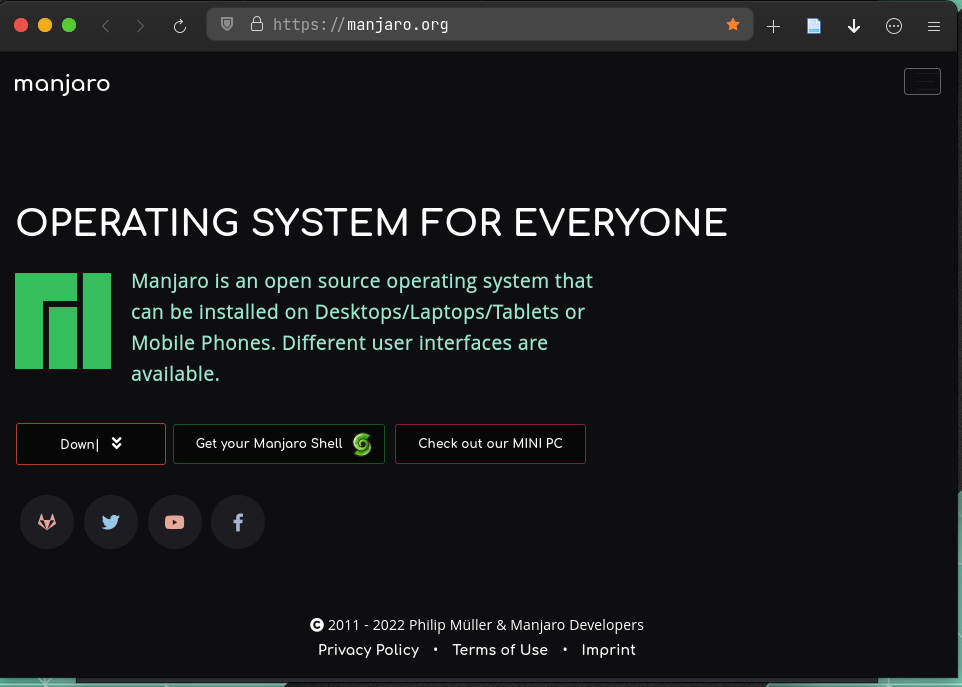 https://manjaro.org
manjaro
OPERATING SYSTEM FOR EVERYONE
Manjaro is an open source operating system that
can be installed on Desktops/Laptops/Tablets or
Mobile Phones. Different user interfaces are
available.
Down|
Get your Manjaro Shell
Check out our MINI PC
© 2011 - 2022 Philip Müller & Manjaro Developers
Privacy Policy • Terms of Use • Imprint